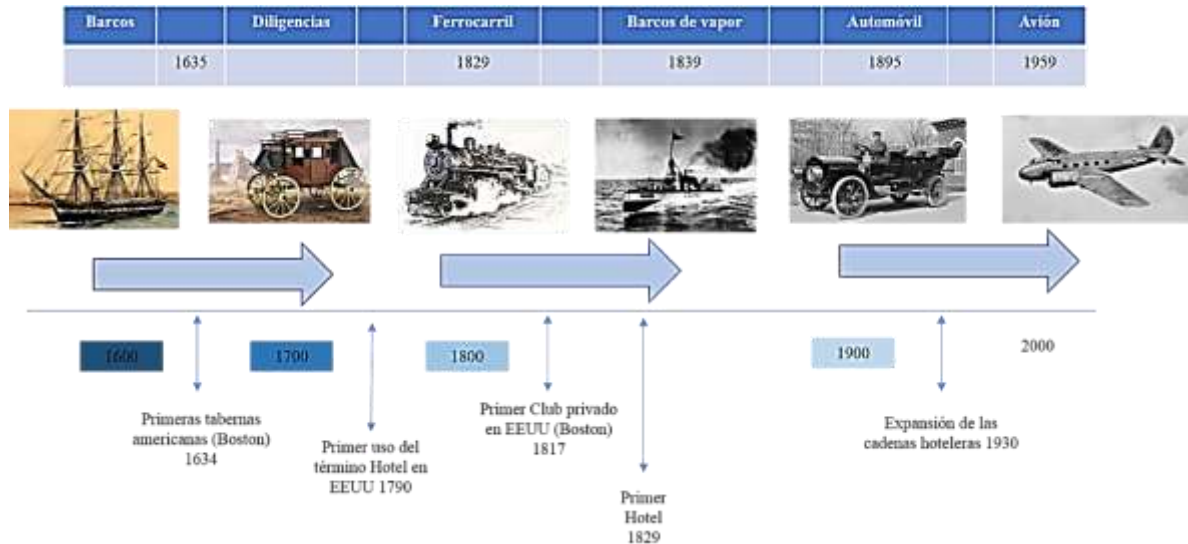 Barcos Diligencias Ferrocarril Barcos de vapor Automóvil Avión
1635 1829 1839 1895 1959
1600 1700 1800 1900 2000
Primeras tabernas
americanas (Boston)
1634
Primer uso del
término Hotel en
EEUU 1790
Primer Club privado
en EEUU (Boston)
1817
Primer
Hotel
1829
Expansión de las
cadenas hoteleras 1930